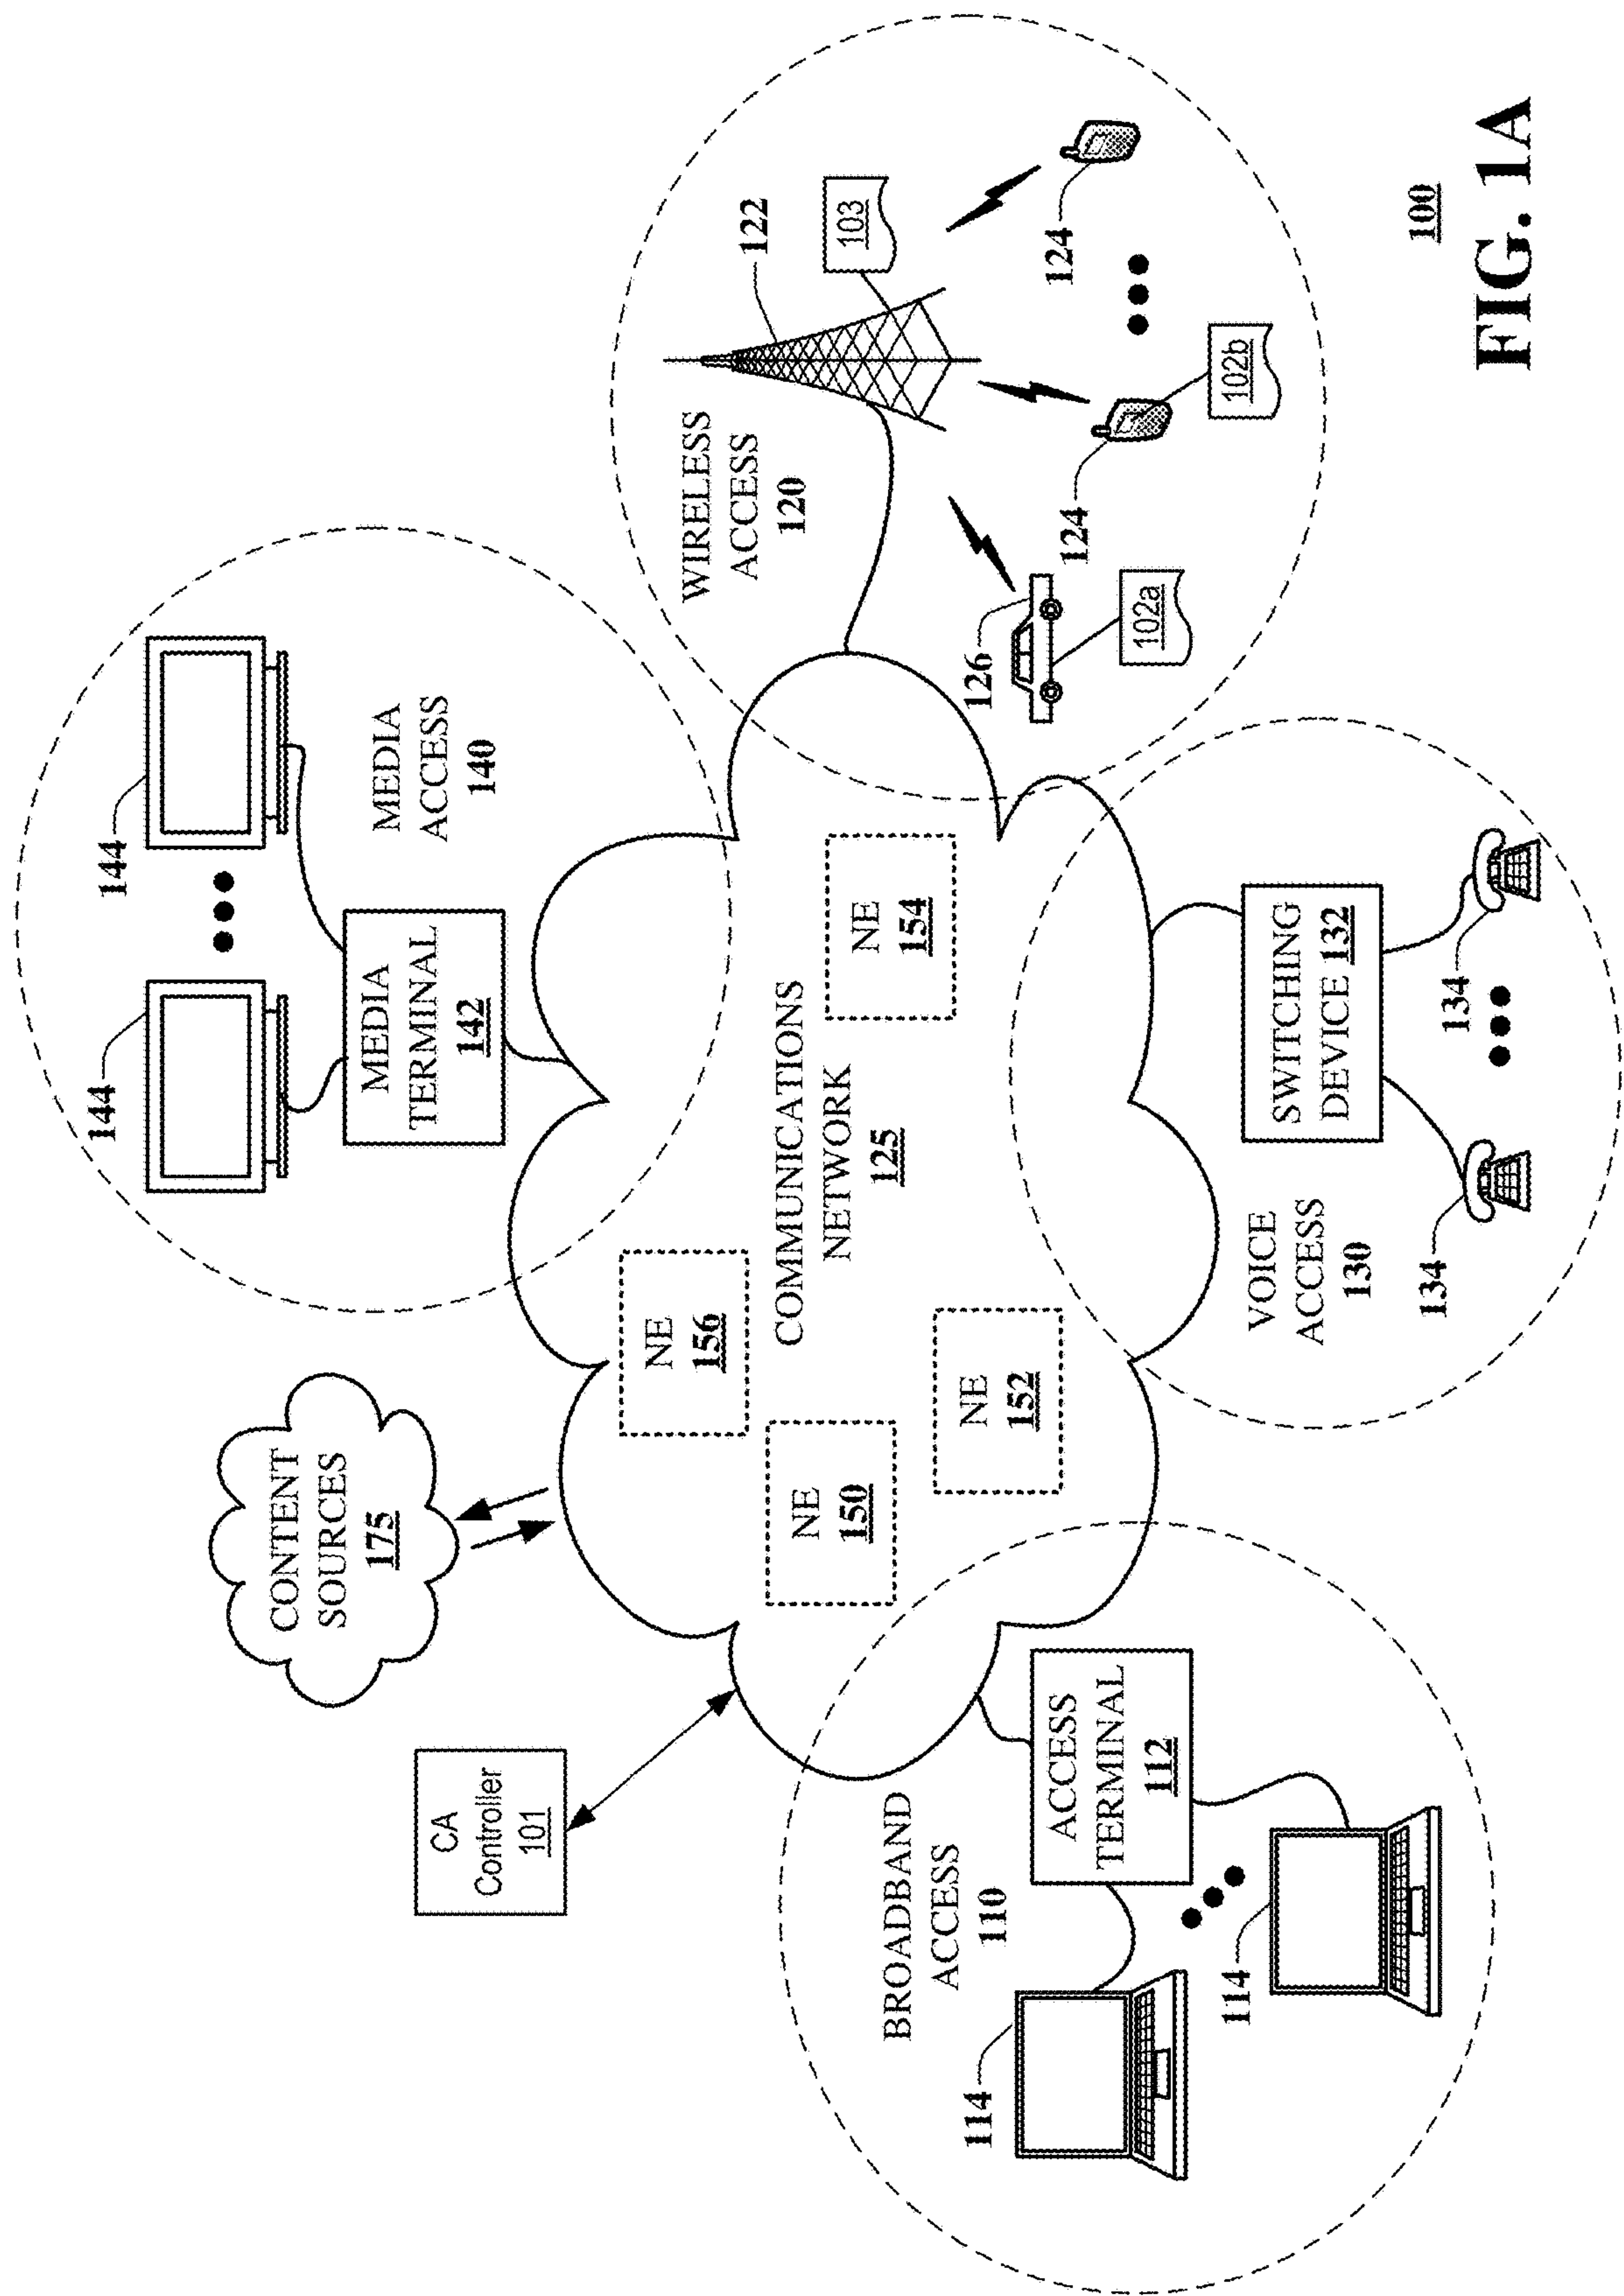 CONTENT
SOURCES
175
CA
Controller
101
144
144
MEDIA
TERMINAL
142
MEDIA
ACCESS
140
NE
156
NE
150
NE
152
NE
154
COMMUNICATIONS
NETWORK
125
WIRELESS
ACCESS
120
122
103
124
124
102b
126
102a
BROADBAND
ACCESS
110
ACCESS
TERMINAL
112
114
114
VOICE
ACCESS
130
SWITCHING
DEVICE 132
134
134
100
FIG. 1A